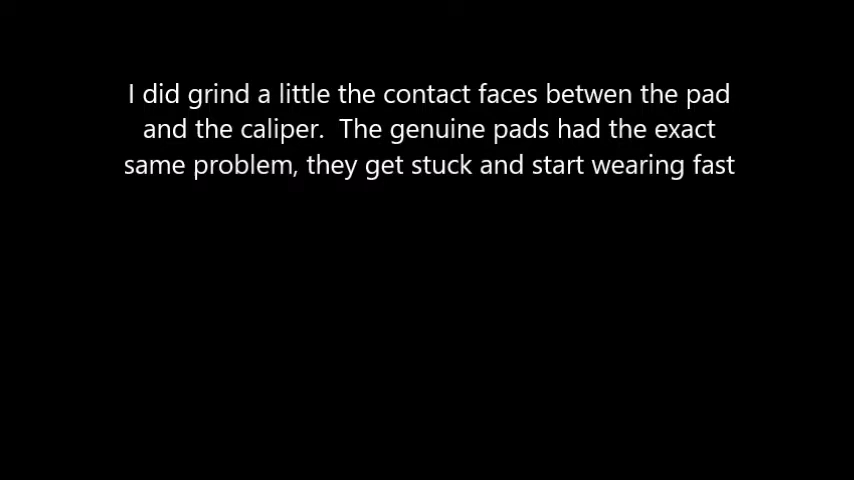 I did grind a little the contact faces betwen the pad
and the caliper.  The genuine pads had the exact
same problem, they get stuck and start wearing fast